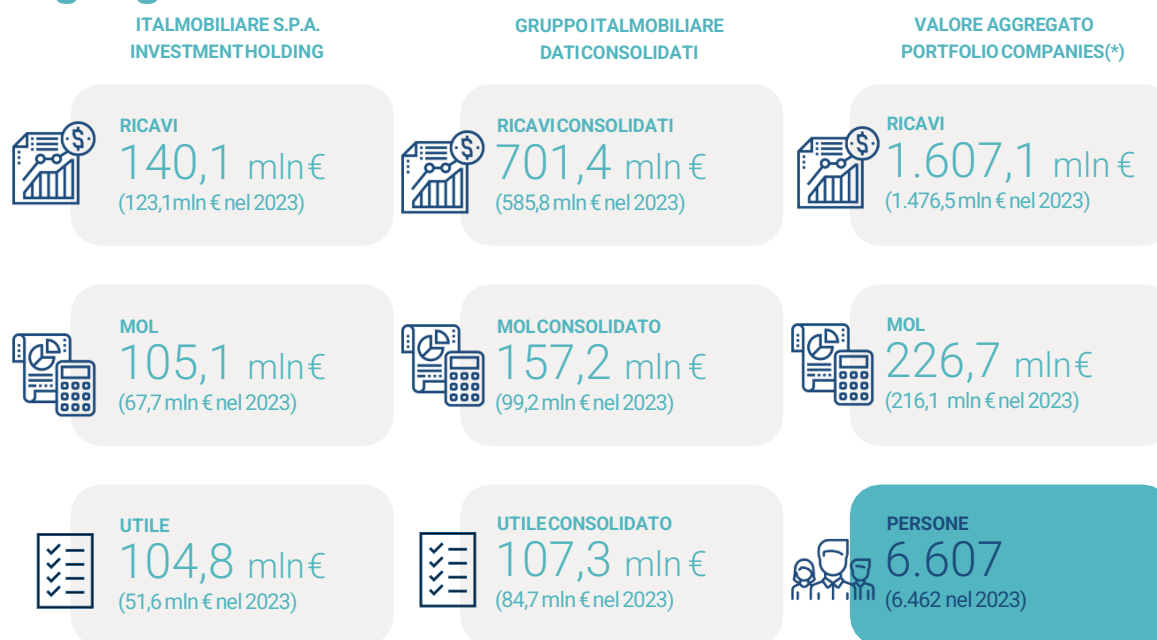 ITALMOBILIARE S.P.A.
INVESTMENT HOLDING
GRUPPO ITALMOBILIARE
DATI CONSOLIDATI
VALORE AGGREGATO
PORTFOLIO COMPANIES(*)
RICAVI
140,1 mln €
(123,1 mln € nel 2023)
RICAVI CONSOLIDATI
701,4 mln €
(585,8 mln € nel 2023)
RICAVI
1.607,1 mln €
(1.476,5 mln € nel 2023)
MOL
105,1 mln €
(67,7 mln € nel 2023)
MOL CONSOLIDATO
157,2 mln €
(99,2 mln € nel 2023)
MOL
226,7 mln €
(216,1 mln € nel 2023)
UTILE
104,8 mln €
(51,6 mln € nel 2023)
UTILE CONSOLIDATO
107,3 mln €
(84,7 mln € nel 2023)
PERSONE
6.607
(6.462 nel 2023)